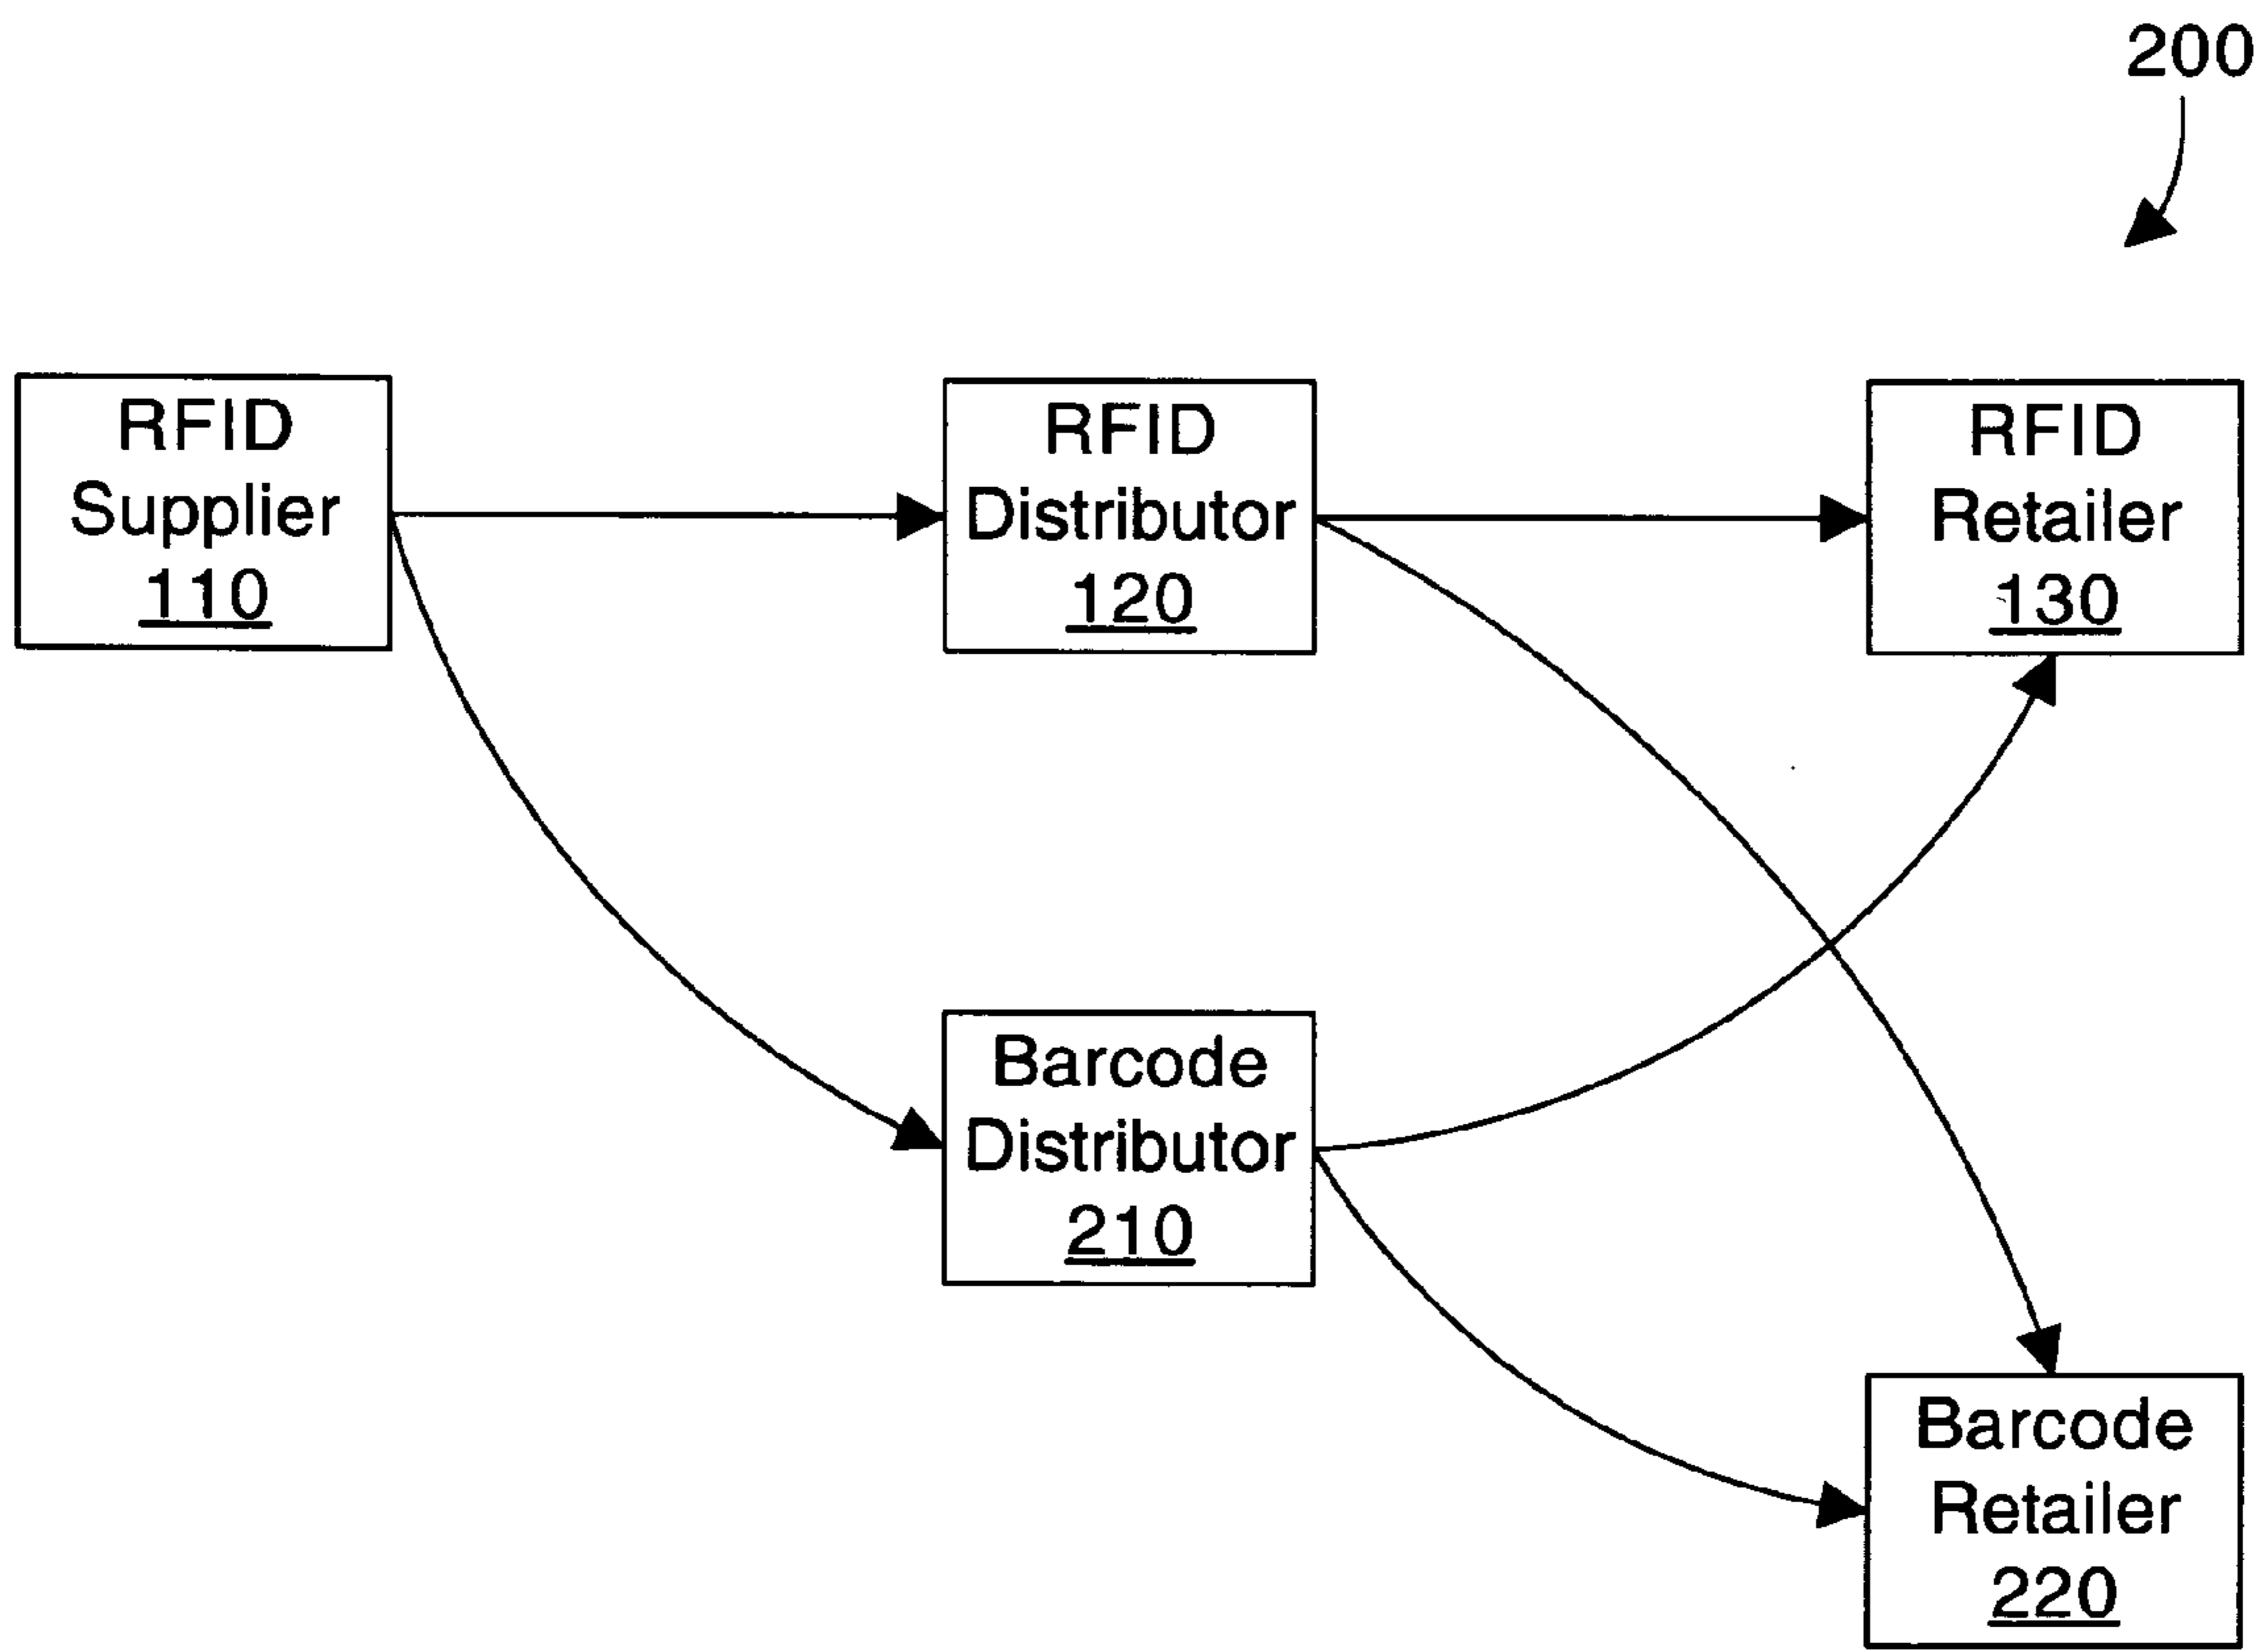 200
RFID
Supplier
110
RFID
Distributor
120
RFID
Retailer
130
Barcode
Distributor
210
Barcode
Retailer
220